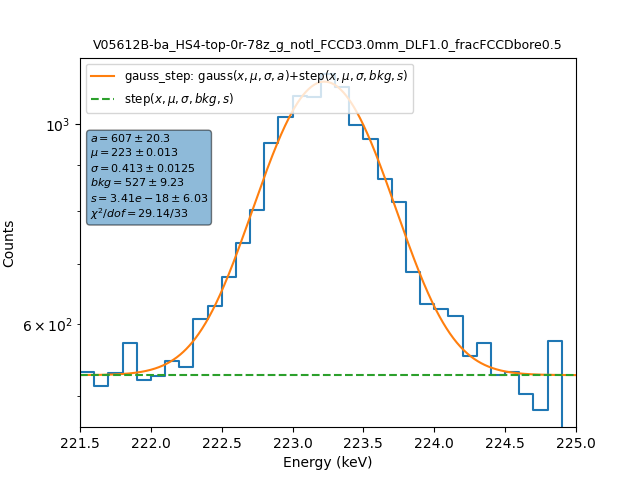 V05612B-ba_HS4-top-0r-78z_g_notl_FCCD3.0mm_DLF1.0_fracFCCDbore0.5
gauss_step: gauss(x, μ, σ, a)+step(x, μ, σ, bkg, s)
step(x, μ, σ, bkg, s)
a = 607 ± 20.3
μ = 223 ± 0.013
σ = 0.413 ± 0.0125
bkg = 527 ± 9.23
s = 3.41e − 18 ± 6.03
χ²/dof = 29.14/33
10³
6 × 10²
Counts
221.5 222.0 222.5 223.0 223.5 224.0 224.5 225.0
Energy (keV)